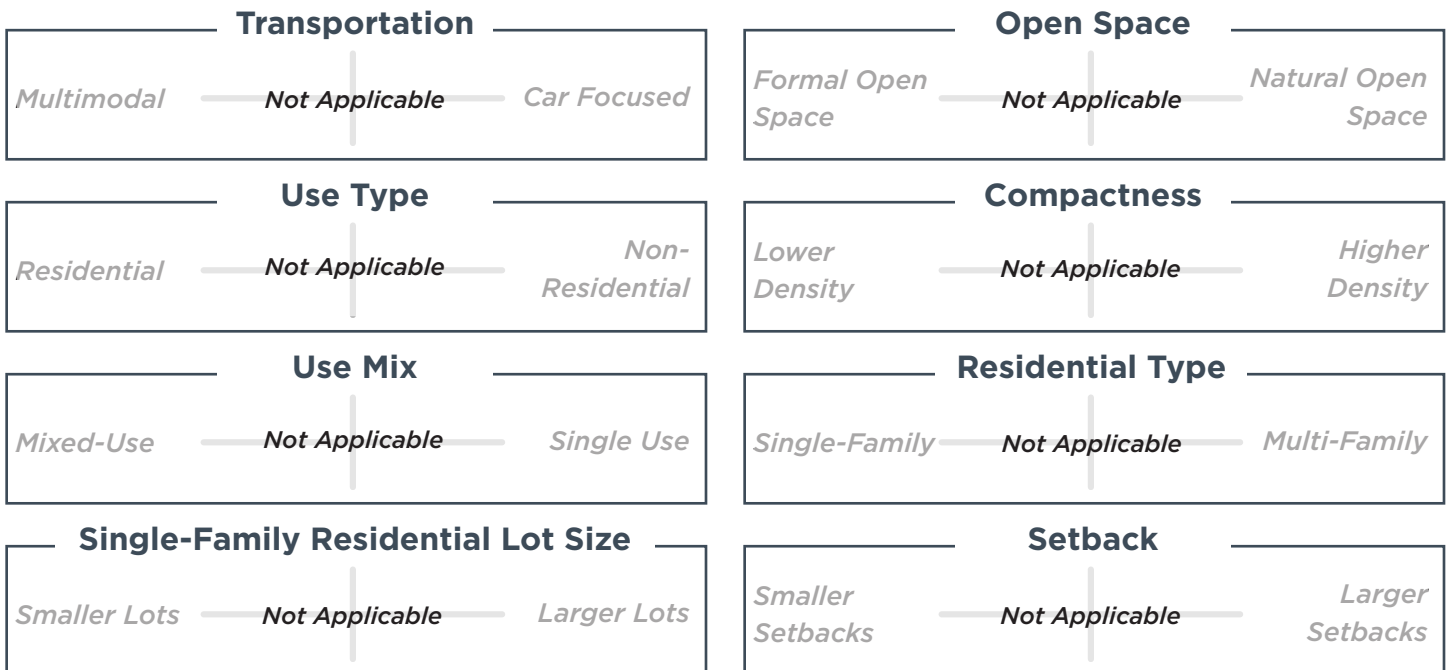 Transportation
Multimodal Not Applicable Car Focused
Open Space
Formal Open
Space
Not Applicable
Natural Open
Space
Use Type
Residential
Not Applicable
Non-
Residential
Compactness
Lower
Density
Not Applicable
Higher
Density
Use Mix
Mixed-Use Not Applicable Single Use
Residential Type
Single-Family Not Applicable Multi-Family
Single-Family Residential Lot Size
Smaller Lots Not Applicable Larger Lots
Setback
Smaller
Setbacks
Not Applicable
Larger
Setbacks